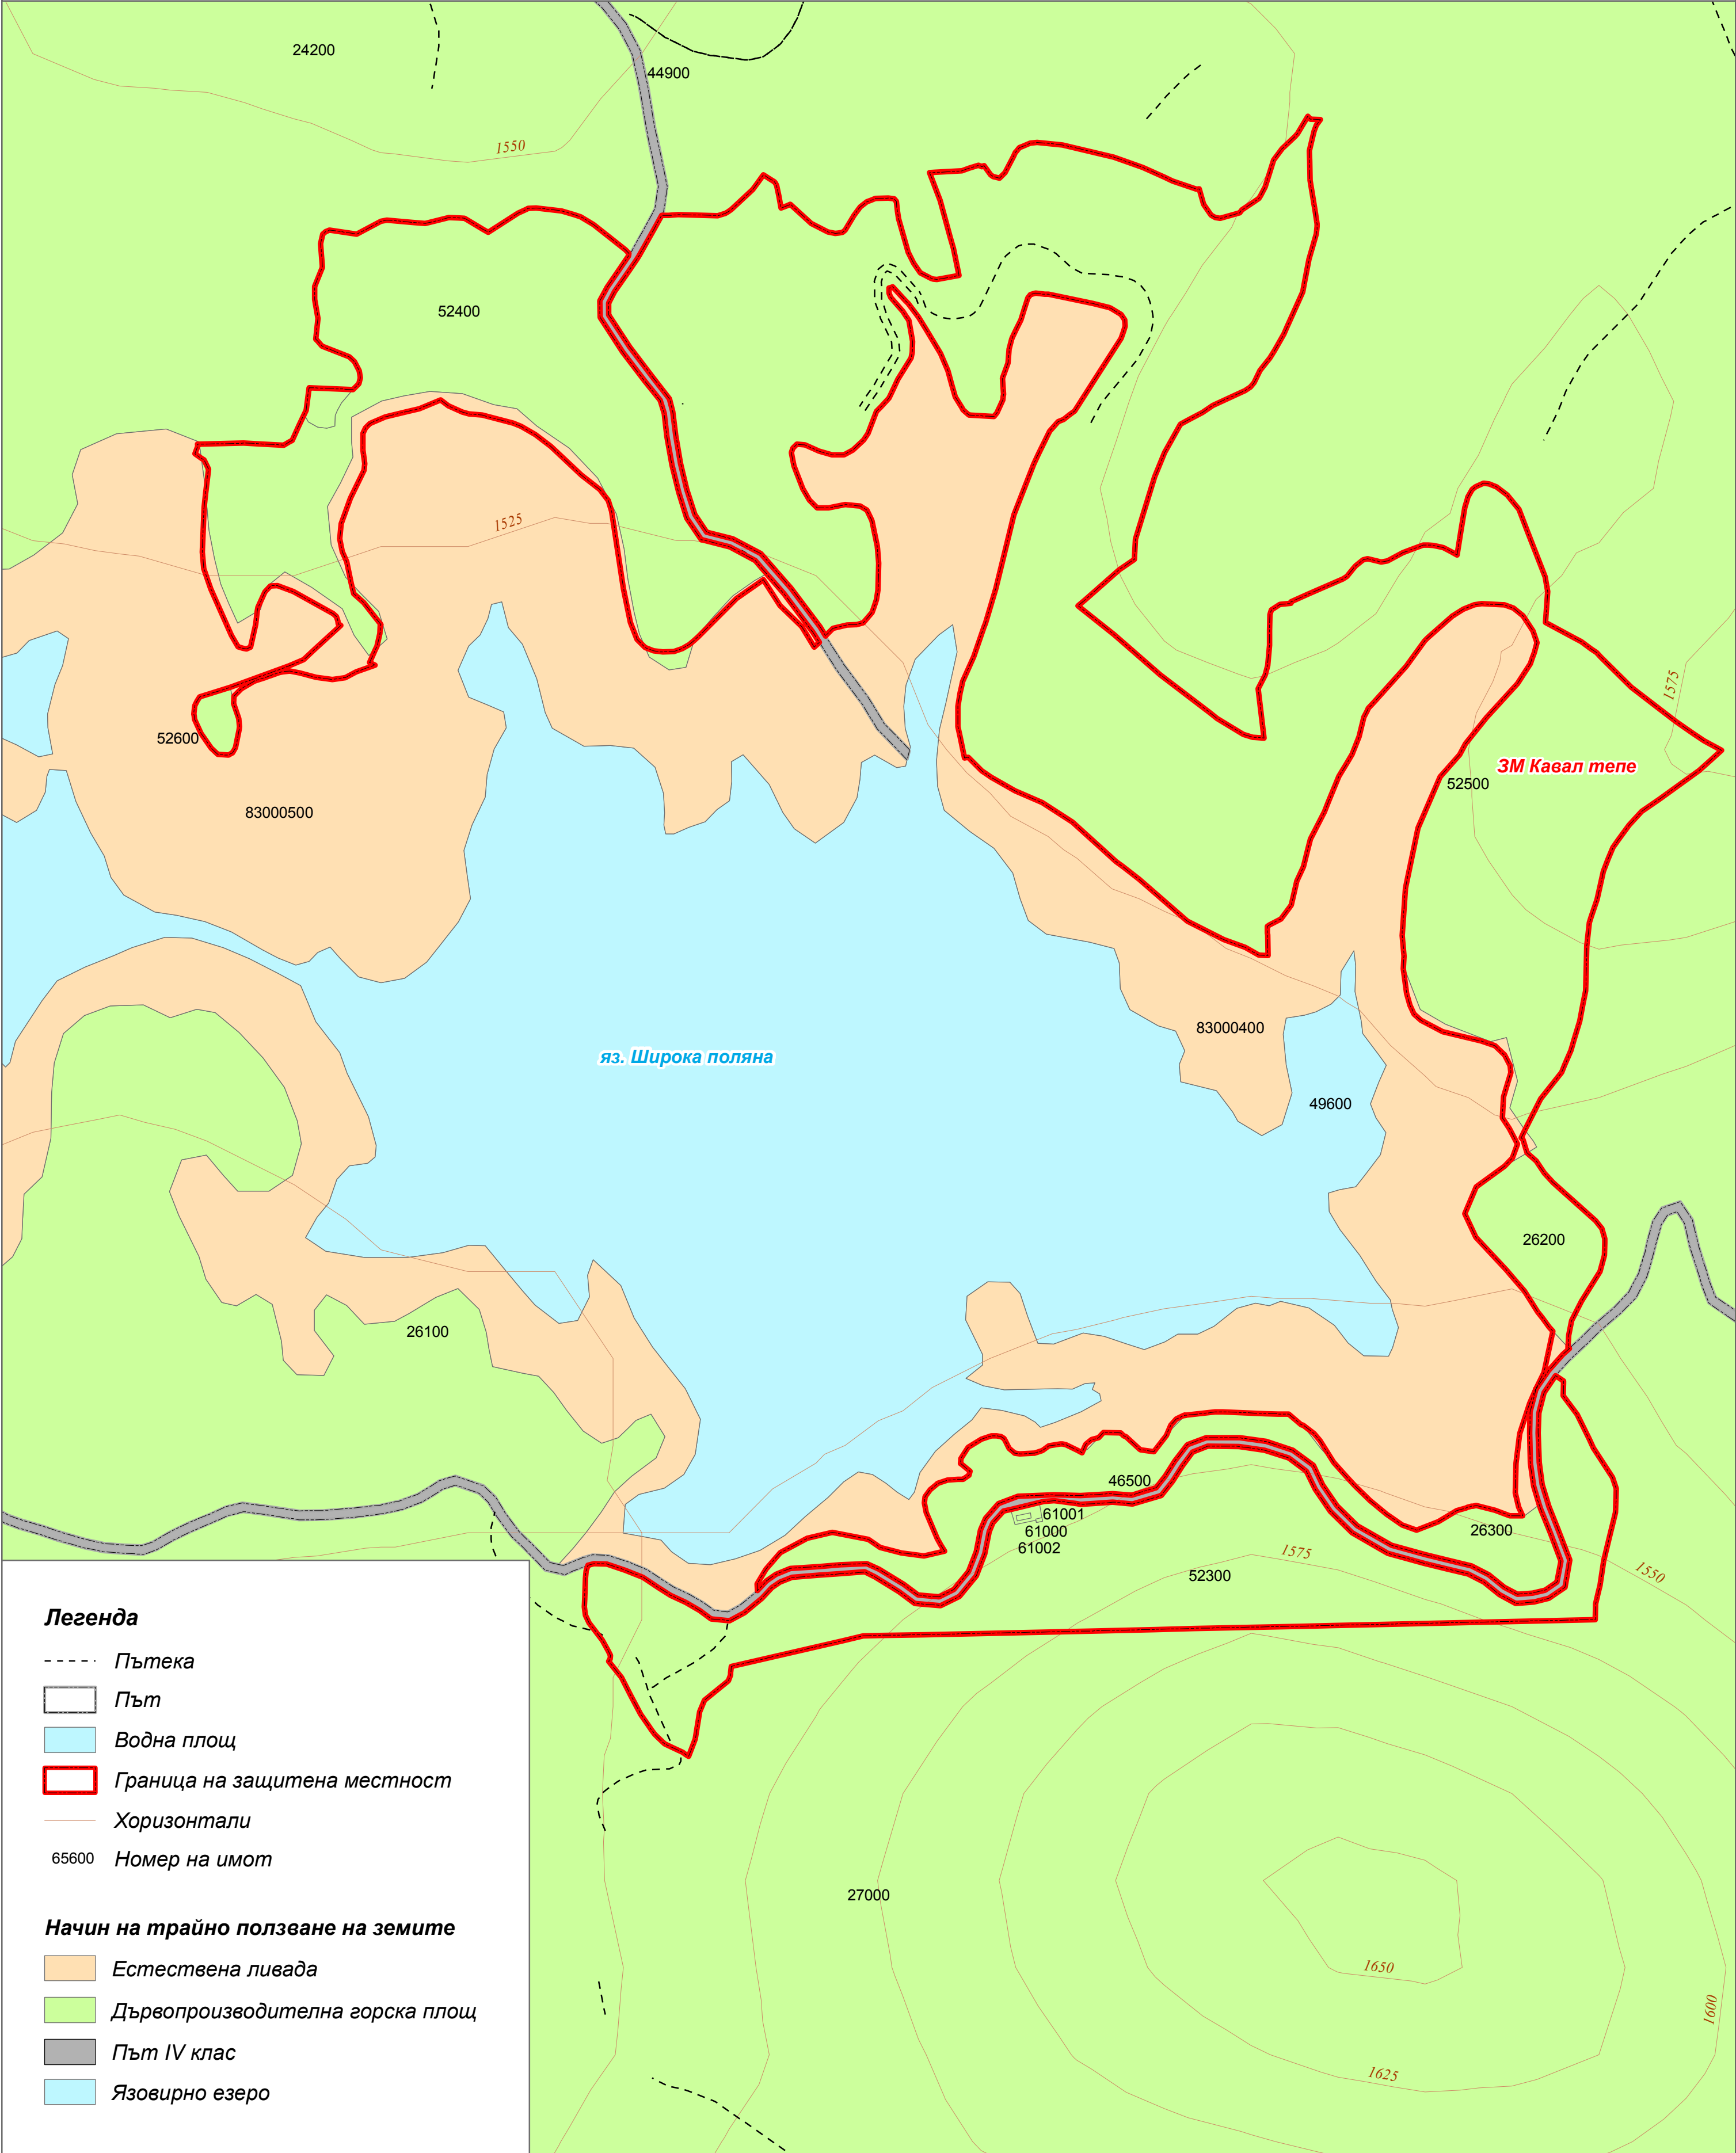 24200
44900
1550
52400
1525
1575
52600
ЗМ Кавал тепе
52500
83000500
83000400
яз. Широка поляна
49600
26200
26100
46500
61001
61000
61002
26300
1575
52300
1550
Легенда
Пътека
Път
Водна площ
Граница на защитена местност
Хоризонтали
65600 Номер на имот
27000
Начин на трайно ползване на земите
Естествена ливада
1650
Дървопроизводителна горска площ
1600
Път IV клас
1625
Язовирно езеро